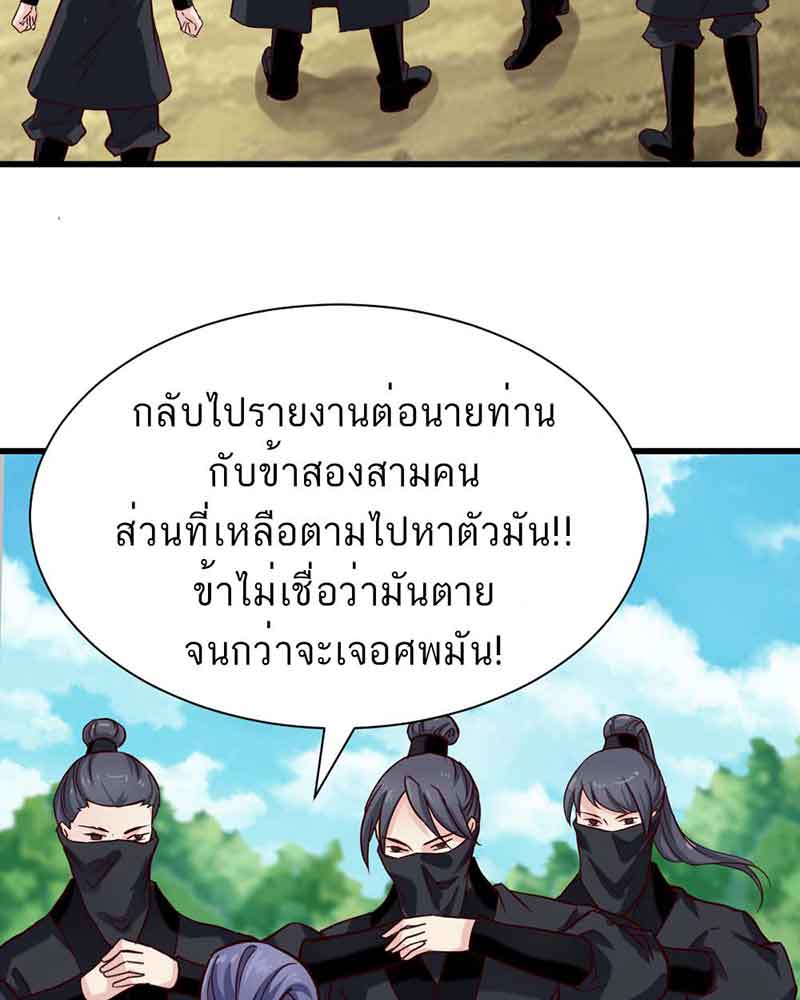 กลับไปรายงานต่อนายท่าน
กับข้าสองสามคน
ส่วนที่เหลือตามไปหาตัวมัน!!
ข้าไม่เชื่อว่ามันตาย
จนกว่าจะเจอศพมัน!